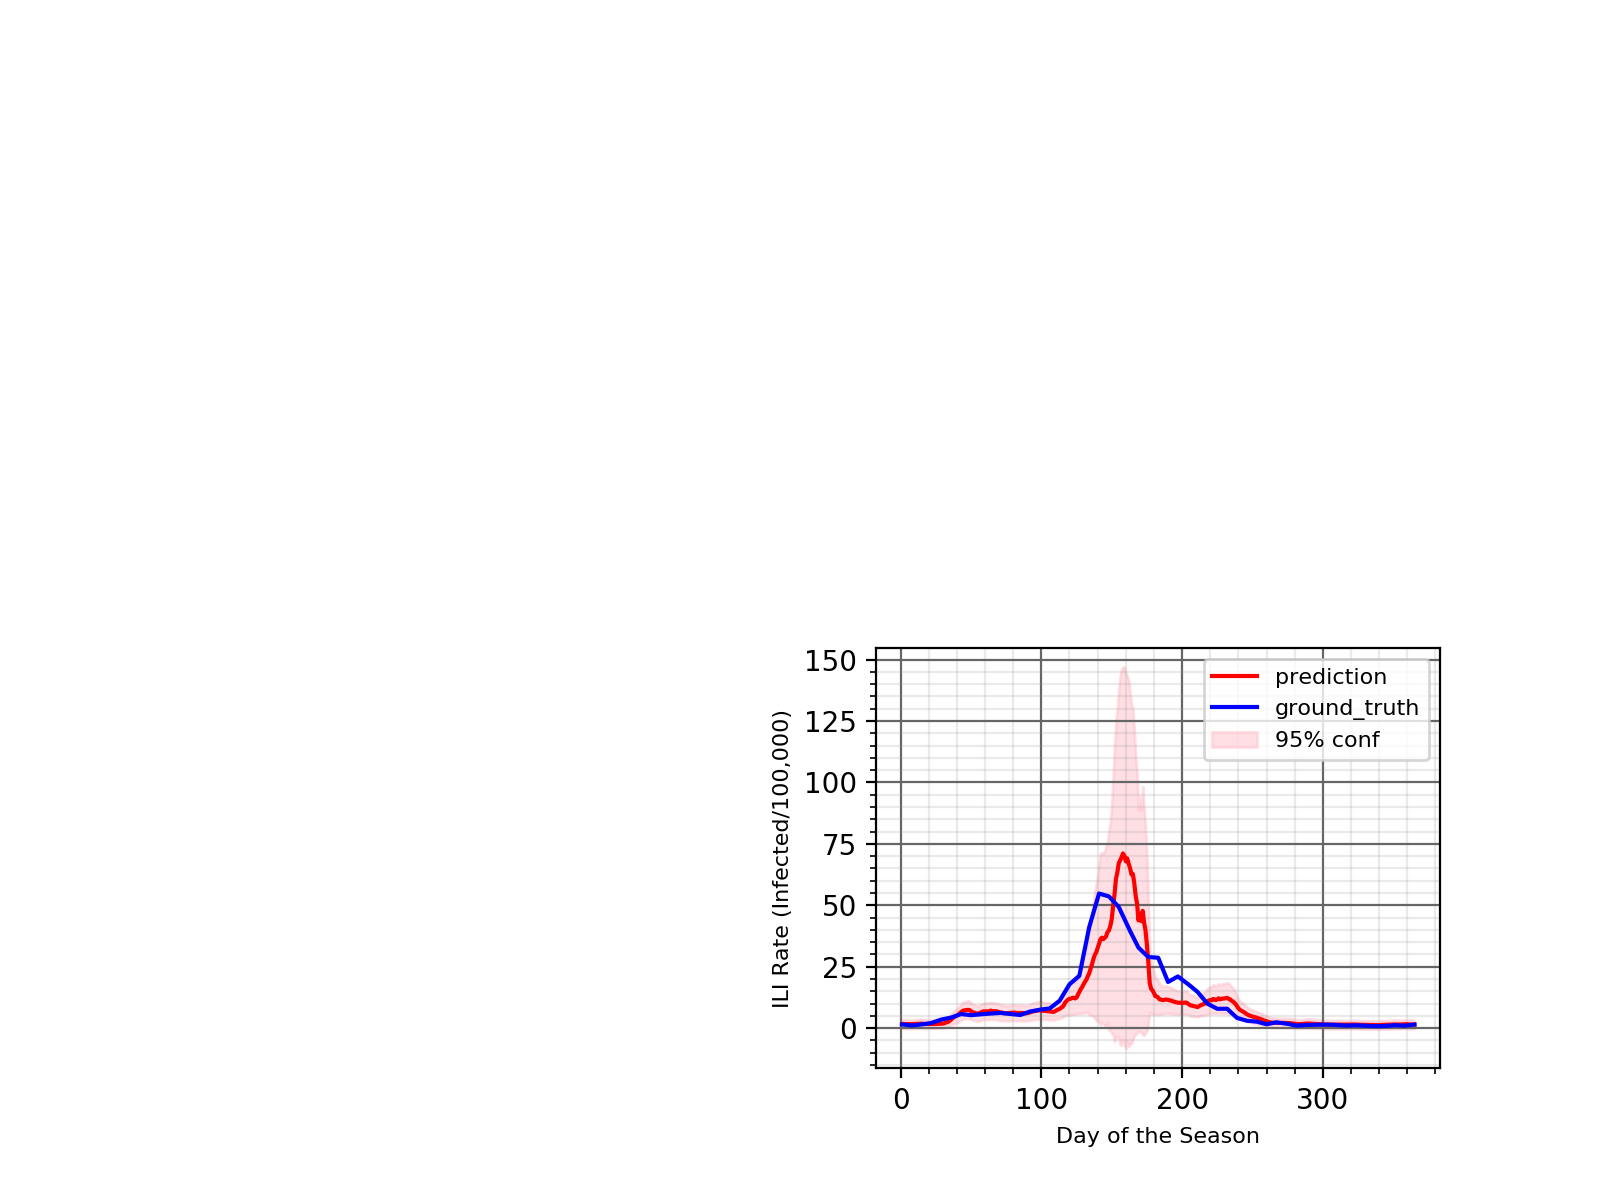 150
125
100
75
50
25
0
ILI Rate (Infected/100,000)
prediction
ground_truth
95% conf
0 100 200 300
Day of the Season